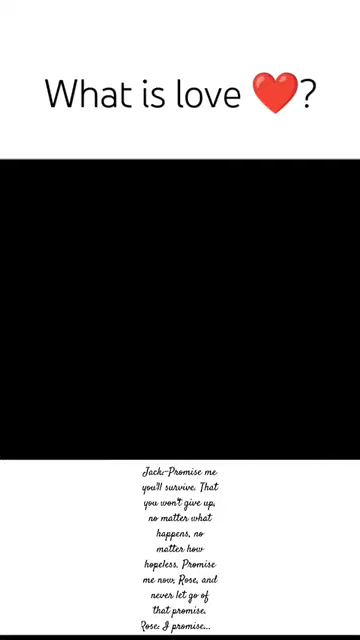 What is love ❤️?
Jack:-Promise me
you'll survive. That
you won't give up,
no matter what
happens, no
matter how
hopeless. Promise
me now, Rose, and
never let go of
that promise.
Rose: I promise...